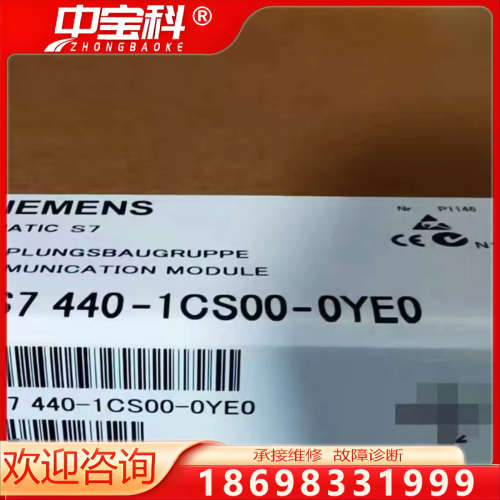 中宝科®
ZHONGBAOKE
IEMENS
ATIC S7
PLUNGSBAUGRUPPE
MUNICATION MODULE
S7 440-1CS00-0YE0
7 440-1CS00-0YE0
Nr P1146
CE N
欢迎咨询
承接维修 故障诊断
18698331999